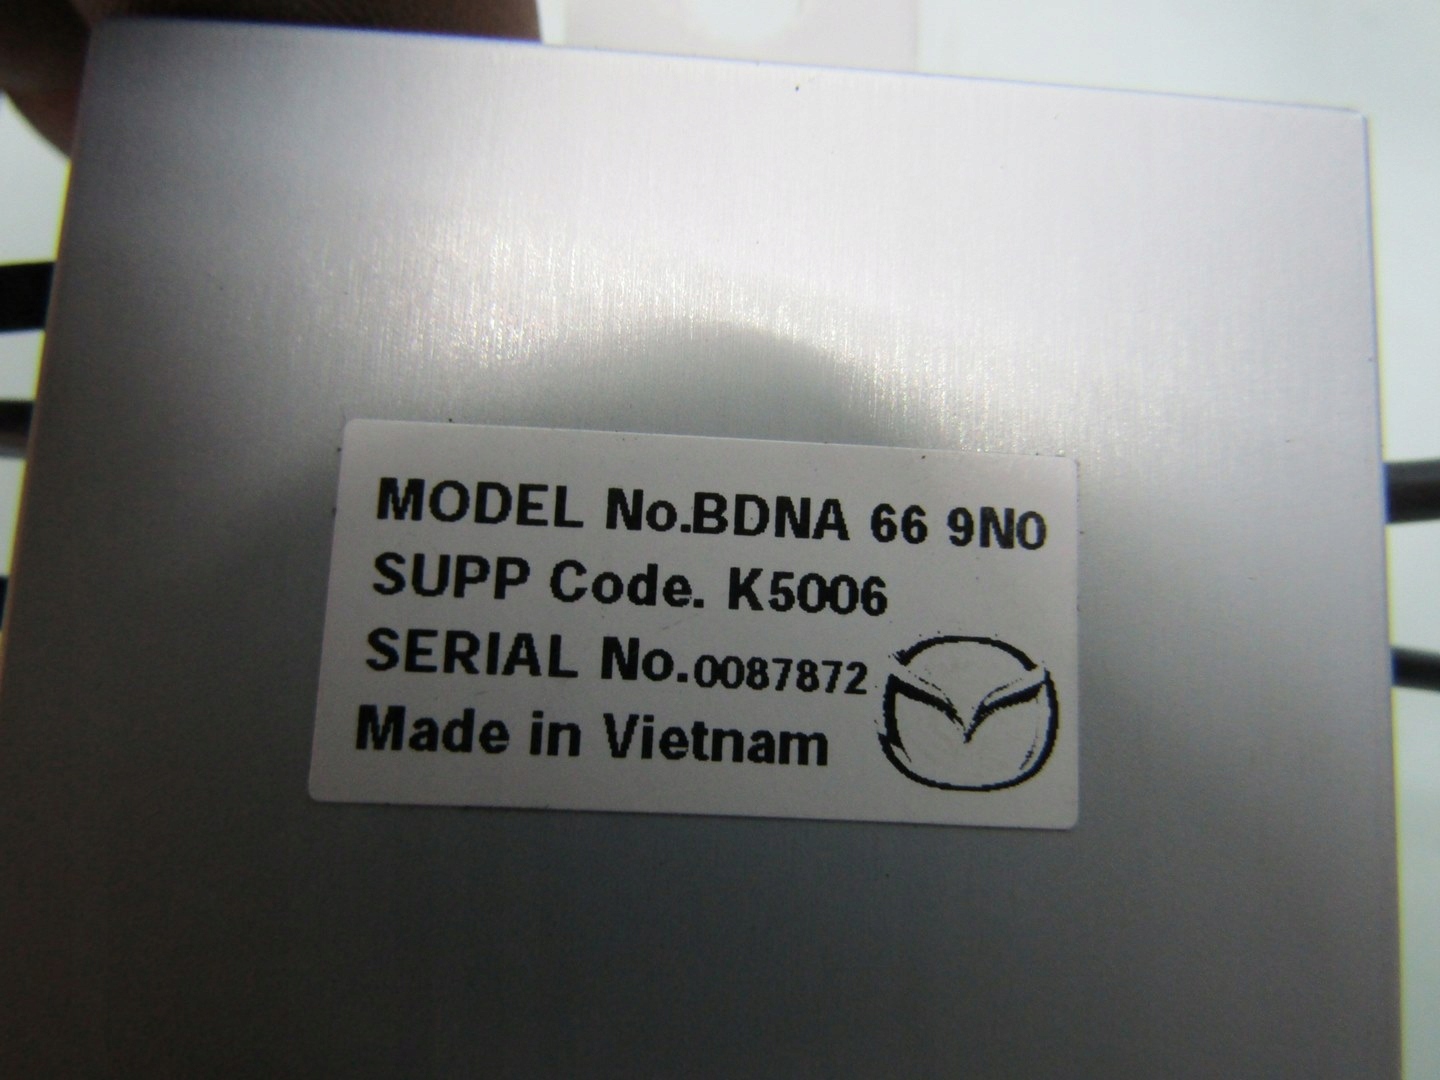 MODEL No.BDNA 66 9N0
SUPP Code. K5006
SERIAL No.0087872
Made in Vietnam